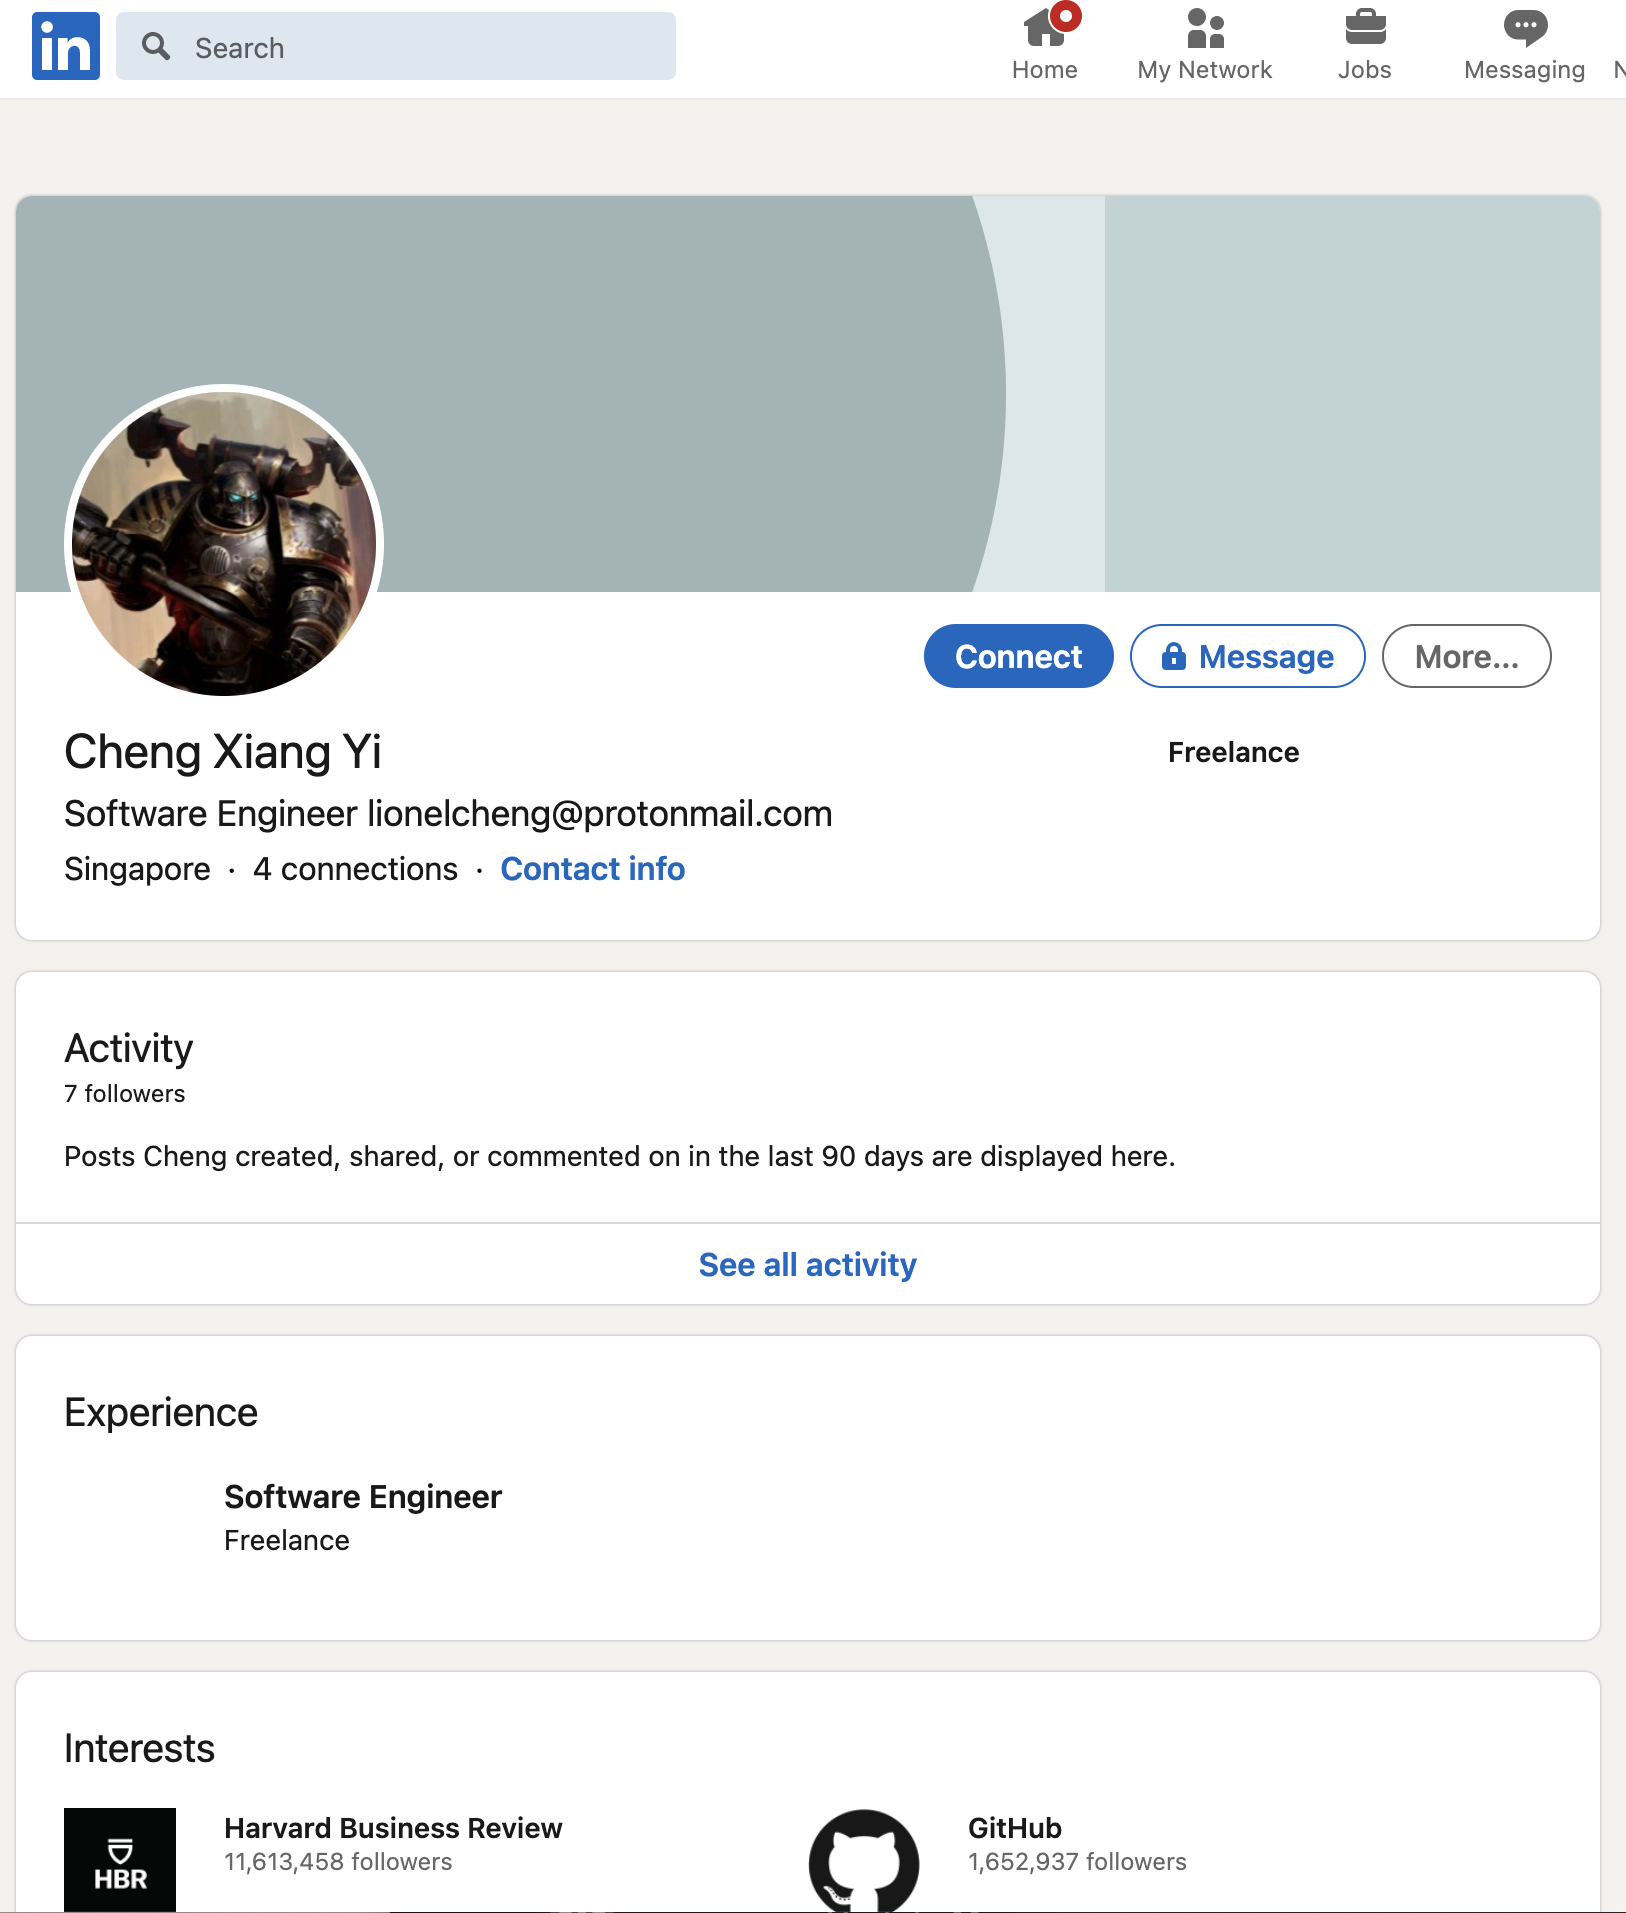 in
Search
Home
My Network
Jobs
Messaging
Connect
Message
More...
Cheng Xiang Yi
Freelance
Software Engineer lionelcheng@protonmail.com
Singapore · 4 connections · Contact info
Activity
7 followers
Posts Cheng created, shared, or commented on in the last 90 days are displayed here.
See all activity
Experience
Software Engineer
Freelance
Interests
HBR
Harvard Business Review
11,613,458 followers
GitHub
1,652,937 followers